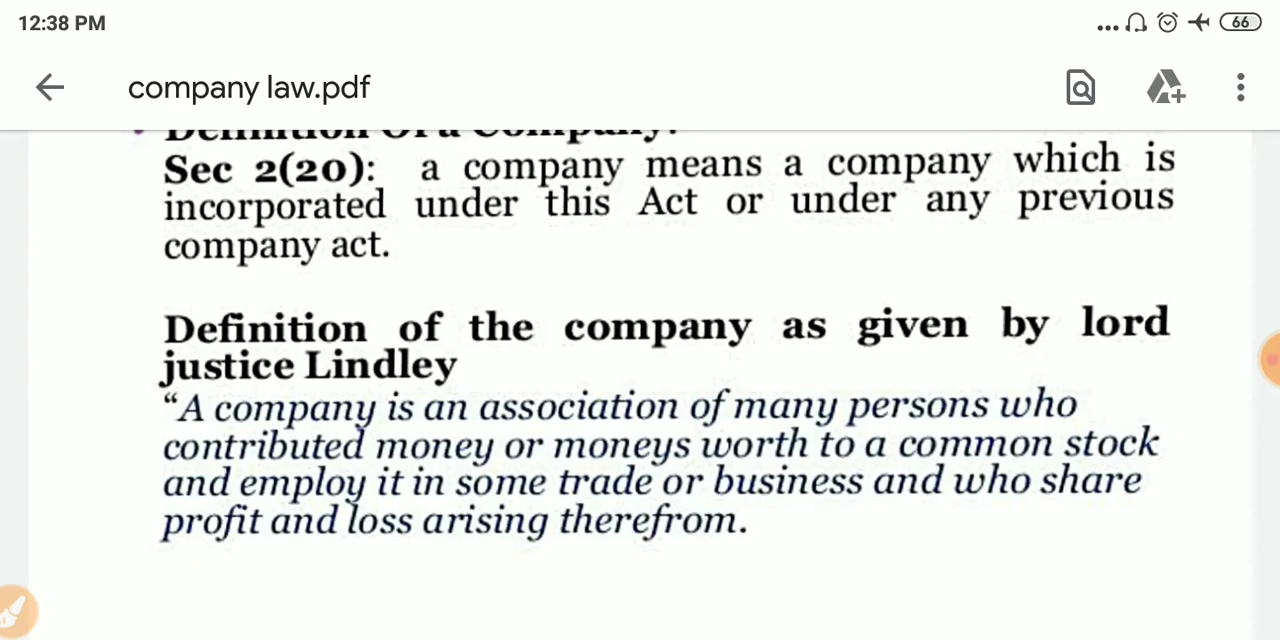 12:38 PM
66
company law.pdf
Definition Of a Company:
Sec 2(20): a company means a company which is
incorporated under this Act or under any previous
company act.
Definition of the company as given by lord
justice Lindley
“A company is an association of many persons who
contributed money or moneys worth to a common stock
and employ it in some trade or business and who share
profit and loss arising therefrom.